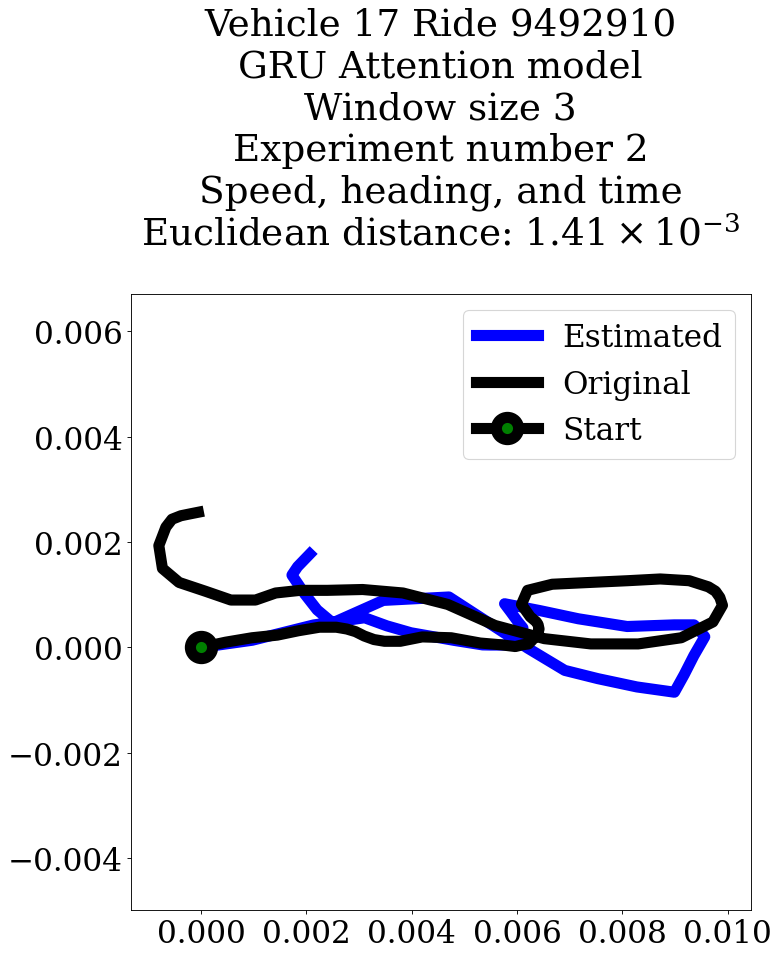 Vehicle 17 Ride 9492910
GRU Attention model
Window size 3
Experiment number 2
Speed, heading, and time
Euclidean distance: 1.41 × 10⁻³
Estimated
Original
Start
0.006
0.004
0.002
0.000
−0.002
−0.004
0.000 0.002 0.004 0.006 0.008 0.010